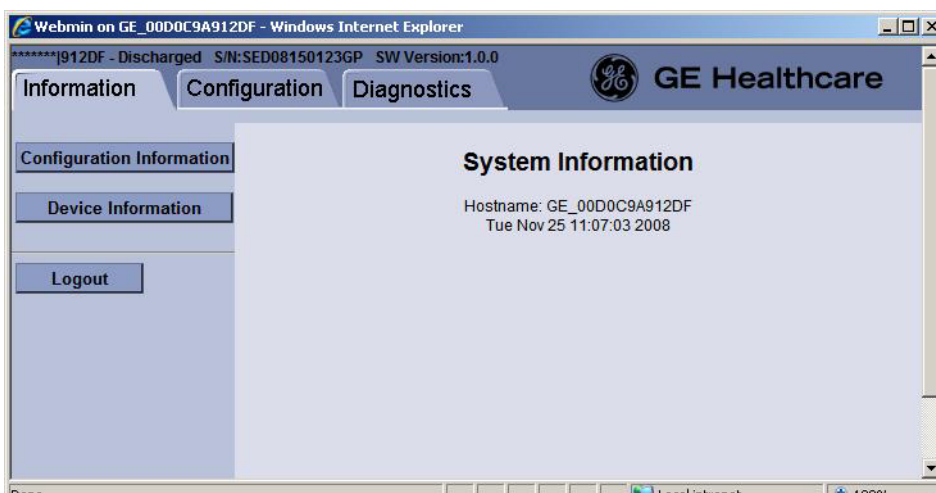 Webmin on GE_00D0C9A912DF - Windows Internet Explorer
*******|912DF - Discharged S/N:SED08150123GP SW Version:1.0.0
Information Configuration Diagnostics GE Healthcare
Configuration Information
System Information
Device Information
Hostname: GE_00D0C9A912DF
Tue Nov 25 11:07:03 2008
Logout